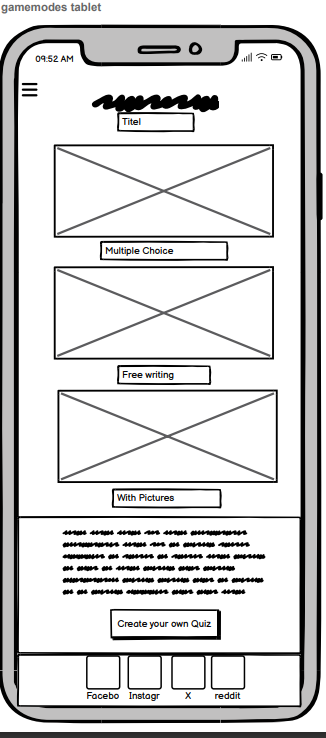 gamemodes tablet
09:52 AM
Titel
Multiple Choice
Free writing
With Pictures
Create your own Quiz
Facebo Instagr X reddit